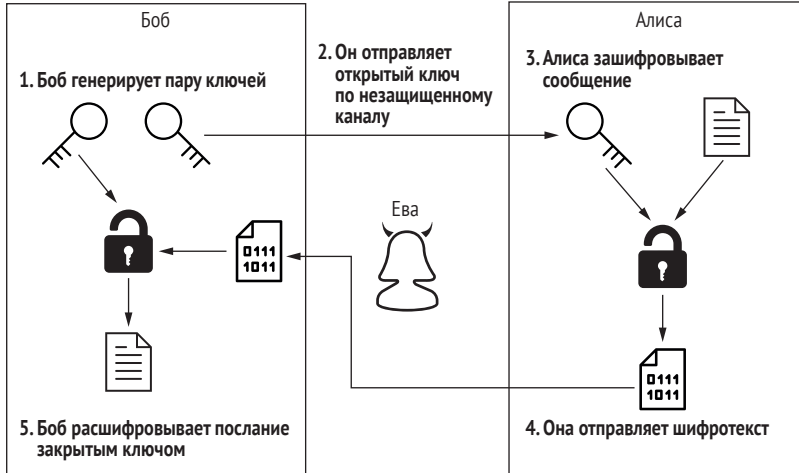 Боб
Алиса
1. Боб генерирует пару ключей
2. Он отправляет
открытый ключ
по незащищенному
каналу
3. Алиса зашифровывает
сообщение
Ева
0111
1011
0111
1011
4. Она отправляет шифротекст
5. Боб расшифровывает послание
закрытым ключом